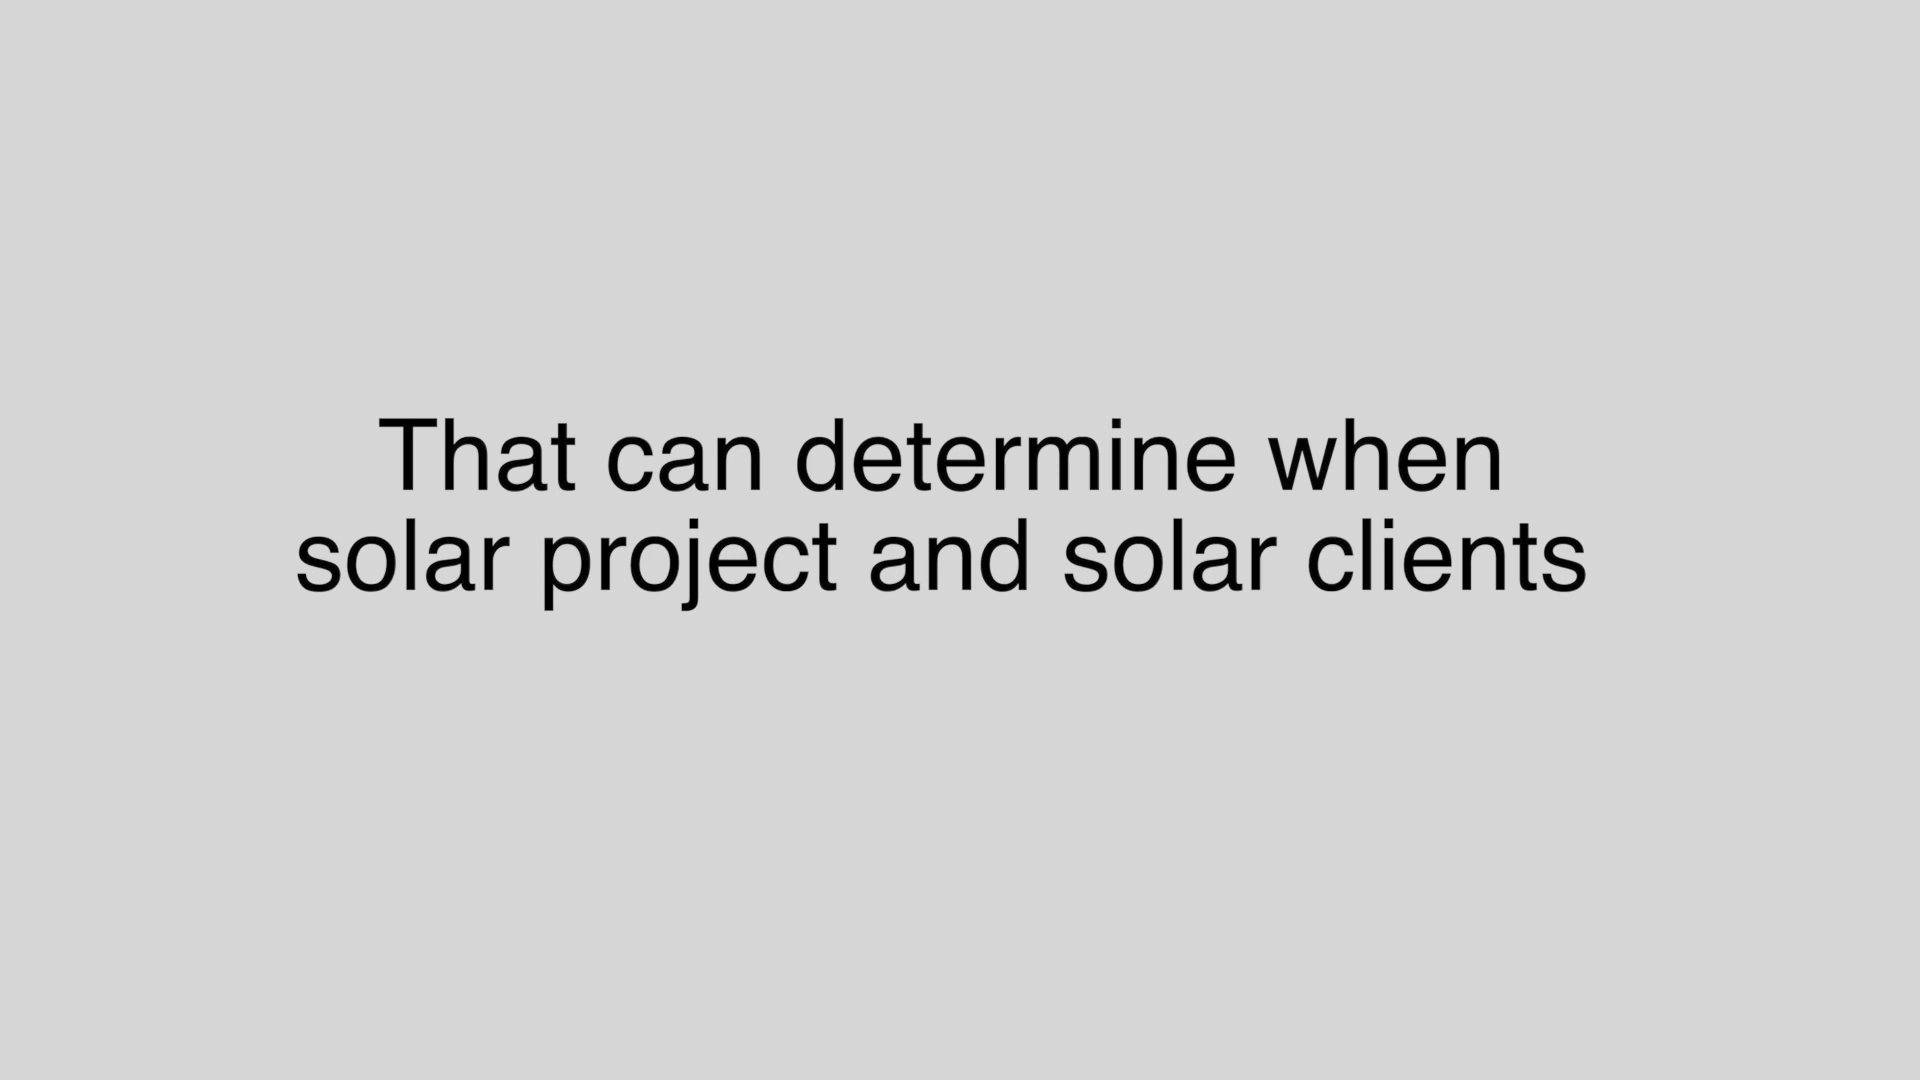 That can determine when
solar project and solar clients